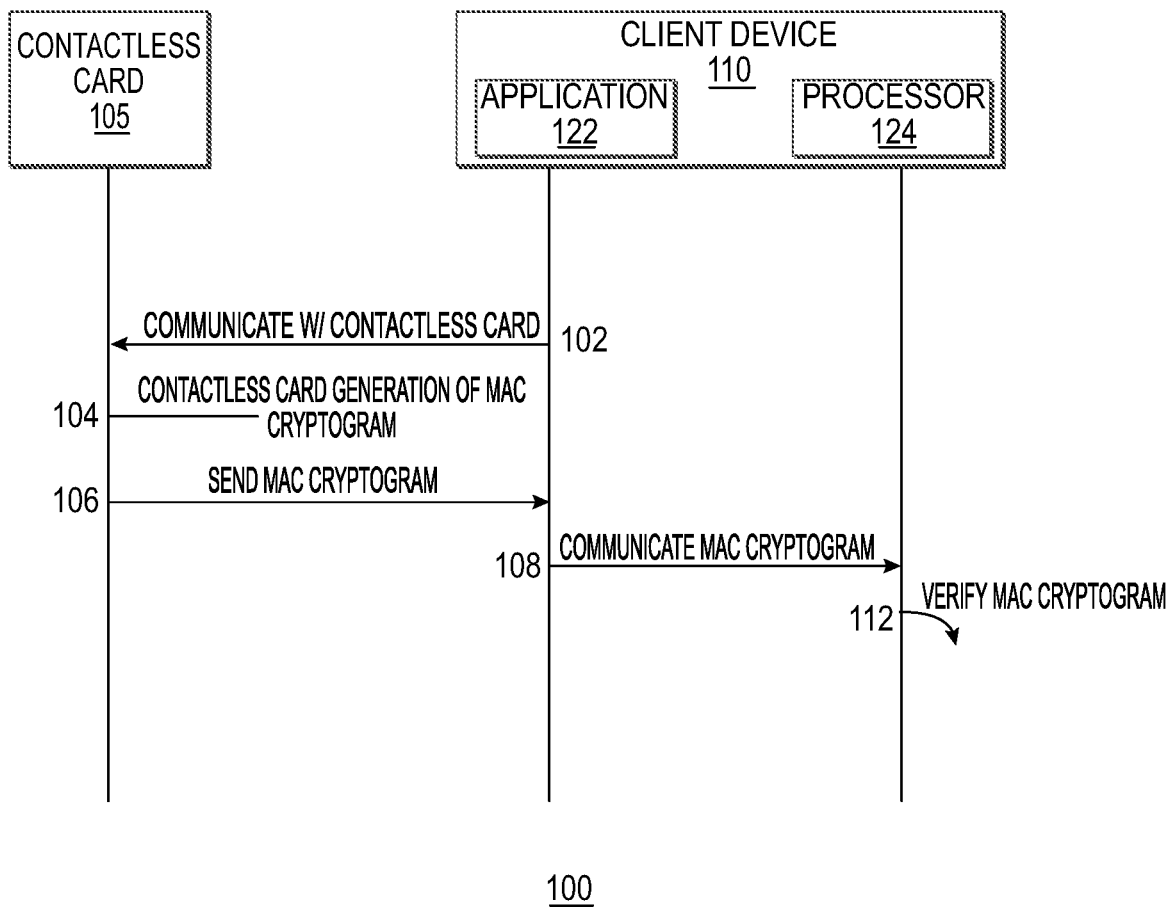 CONTACTLESS
CARD
105
CLIENT DEVICE
110
APPLICATION
122
PROCESSOR
124
COMMUNICATE W/ CONTACTLESS CARD
102
CONTACTLESS CARD GENERATION OF MAC
CRYPTOGRAM
104
SEND MAC CRYPTOGRAM
106
COMMUNICATE MAC CRYPTOGRAM
108
VERIFY MAC CRYPTOGRAM
112
100